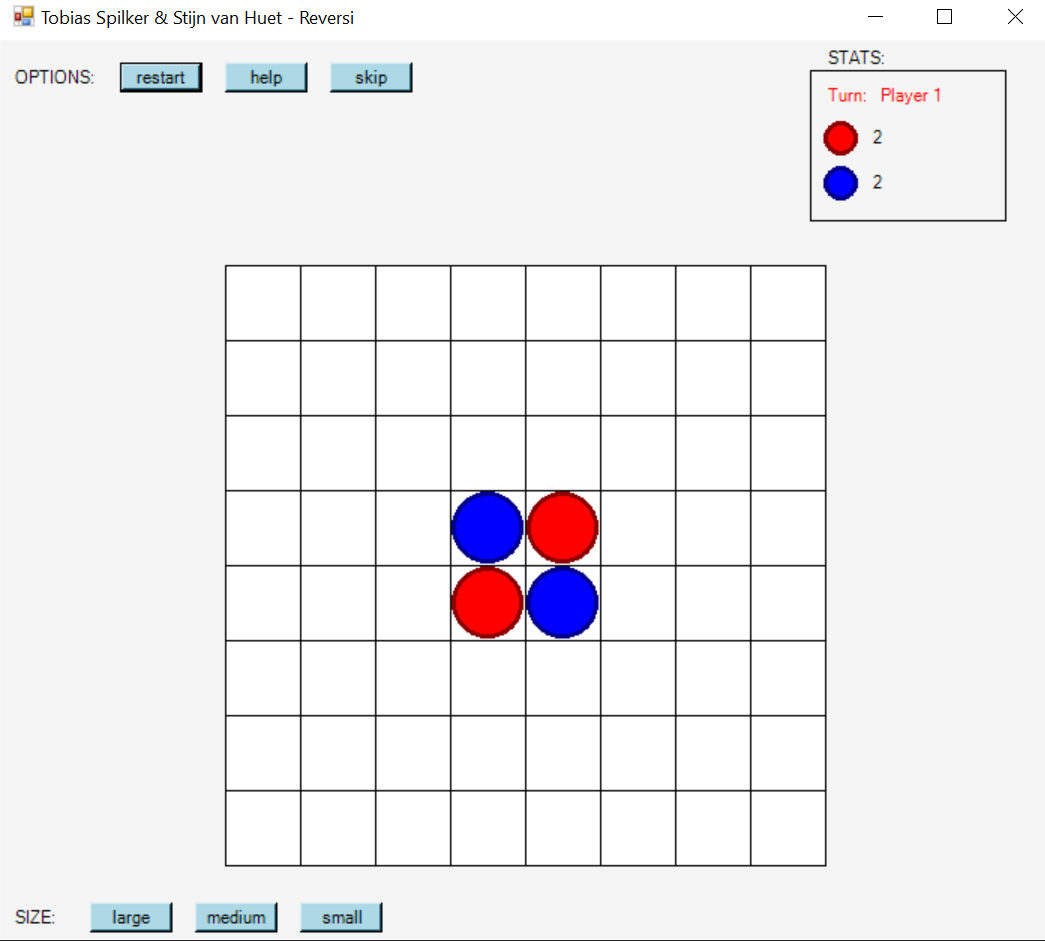 Tobias Spilker & Stijn van Huet - Reversi
OPTIONS: restart help skip
STATS:
Turn: Player 1
2
2
SIZE: large medium small